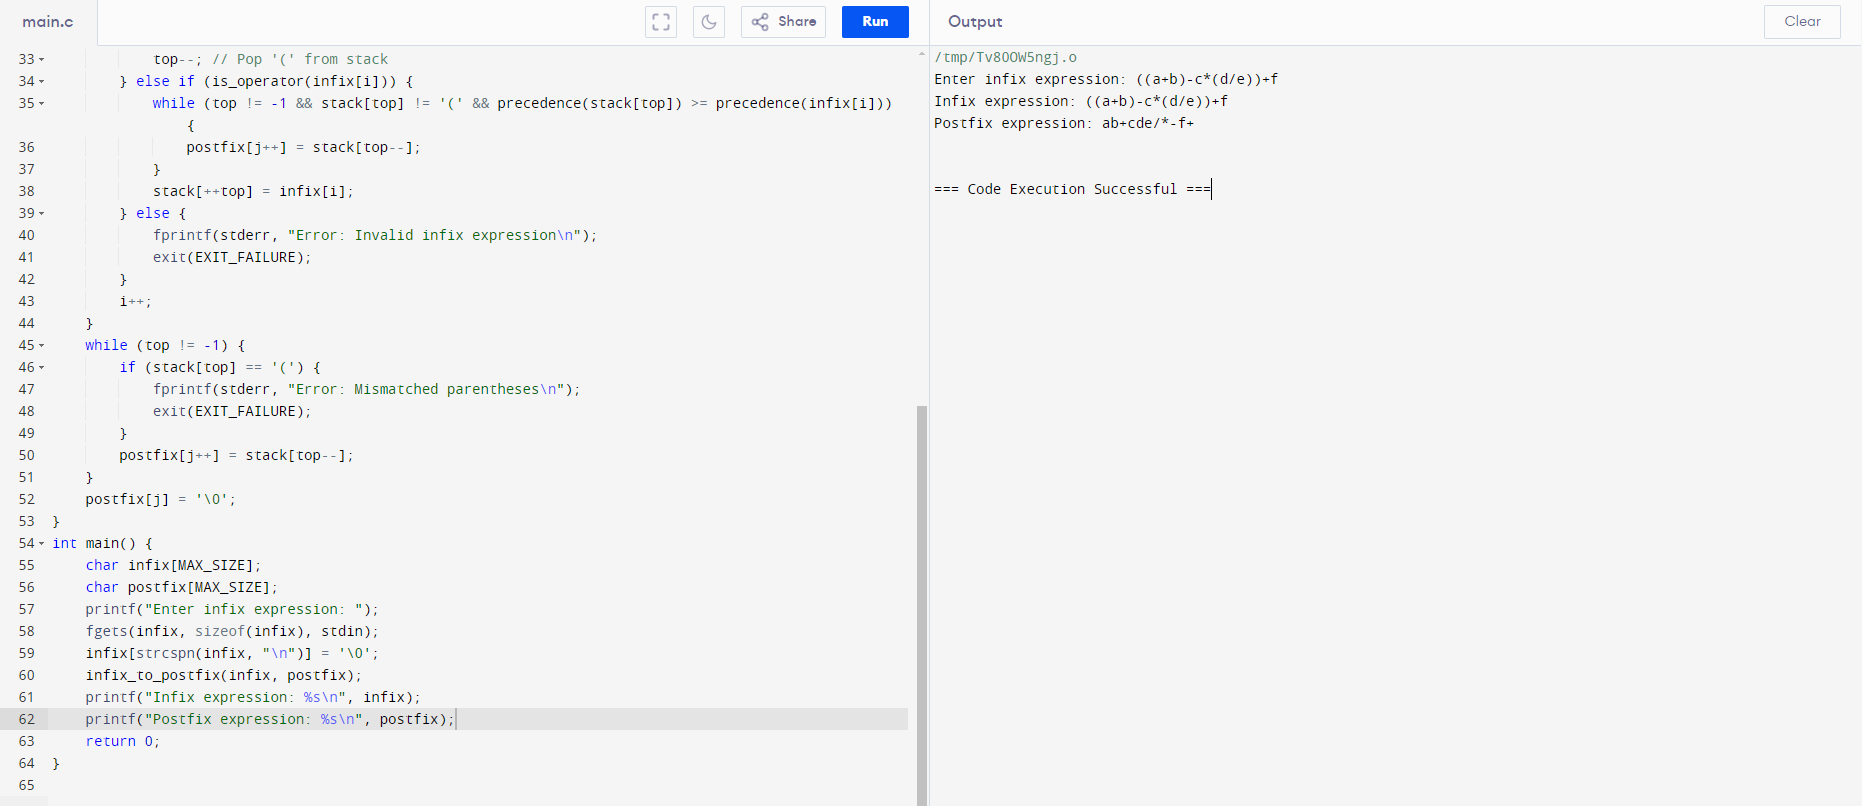 main.c
Share
Run
Output
Clear
33 top--; // Pop '(' from stack
34 } else if (is_operator(infix[i])) {
35 while (top != -1 && stack[top] != '(' && precedence(stack[top]) >= precedence(infix[i]))
{
36 postfix[j++] = stack[top--];
37 }
38 stack[++top] = infix[i];
39 } else {
40 fprintf(stderr, "Error: Invalid infix expression\n");
41 exit(EXIT_FAILURE);
42 }
43 i++;
44 }
45 while (top != -1) {
46 if (stack[top] == '(') {
47 fprintf(stderr, "Error: Mismatched parentheses\n");
48 exit(EXIT_FAILURE);
49 }
50 postfix[j++] = stack[top--];
51 }
52 postfix[j] = '\0';
53 }
54 int main() {
55 char infix[MAX_SIZE];
56 char postfix[MAX_SIZE];
57 printf("Enter infix expression: ");
58 fgets(infix, sizeof(infix), stdin);
59 infix[strcspn(infix, "\n")] = '\0';
60 infix_to_postfix(infix, postfix);
61 printf("Infix expression: %s\n", infix);
62 printf("Postfix expression: %s\n", postfix);
63 return 0;
64 }
65
/tmp/Tv8OOW5ngj.o
Enter infix expression: ((a+b)-c*(d/e))+f
Infix expression: ((a+b)-c*(d/e))+f
Postfix expression: ab+cde/*-f+
=== Code Execution Successful ===